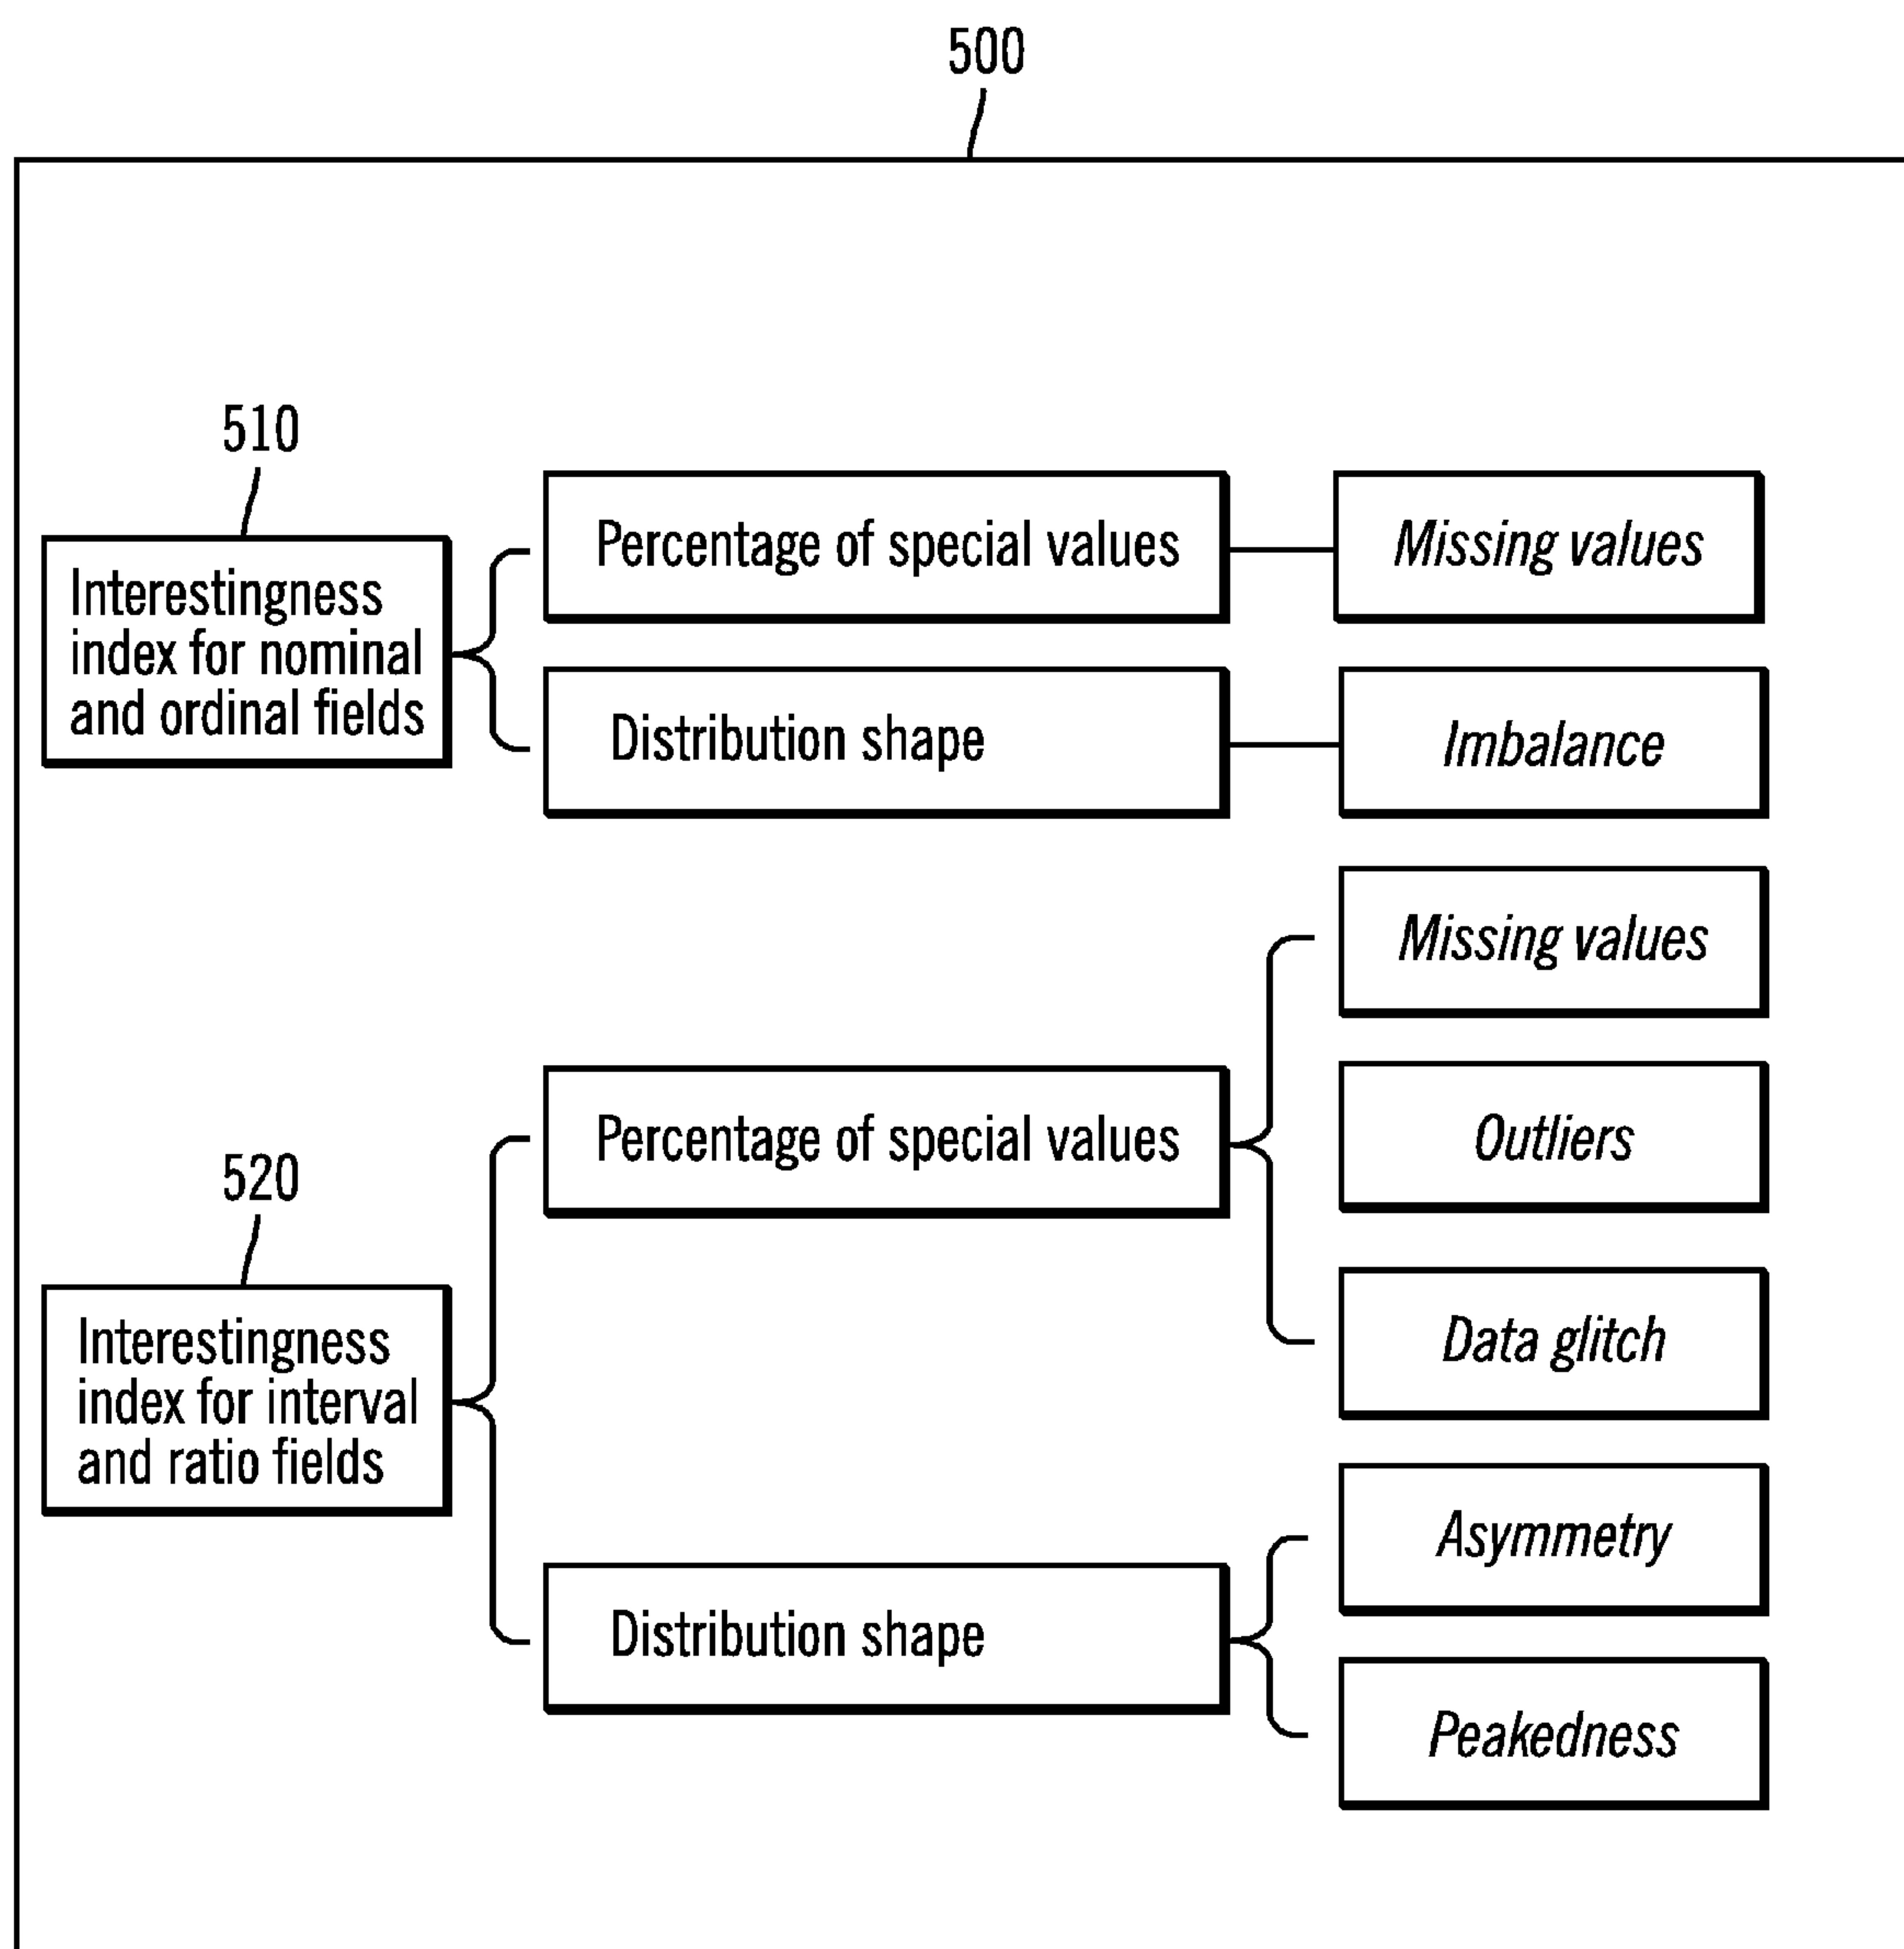 500
510
Interestingness
index for nominal
and ordinal fields
Percentage of special values
Missing values
Distribution shape
Imbalance
520
Interestingness
index for interval
and ratio fields
Percentage of special values
Missing values
Outliers
Data glitch
Distribution shape
Asymmetry
Peakedness